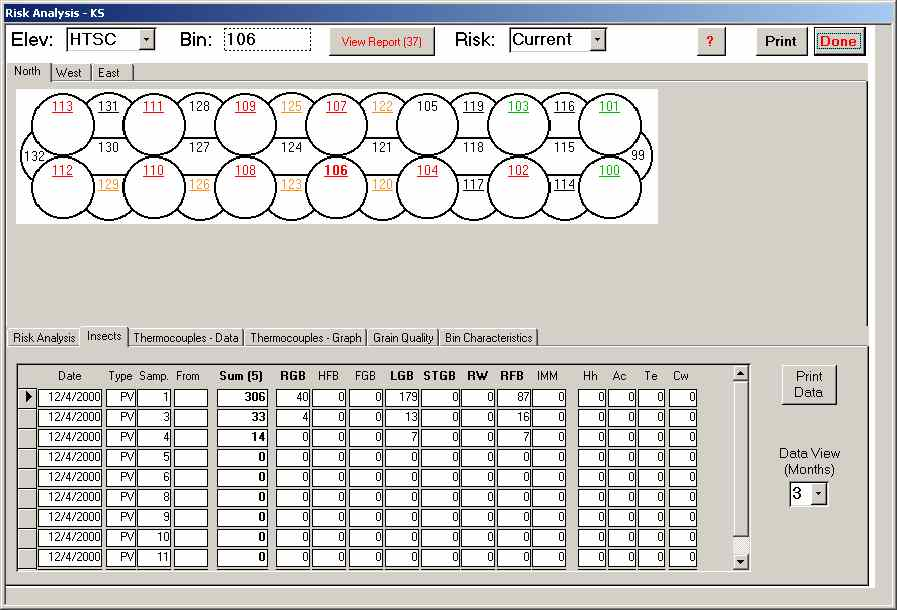 Risk Analysis - KS
Elev: HTSC Bin: 106 View Report (37) Risk: Current ? Print Done
North West East
113 131 111 128 109 125 107 122 105 119 103 116 101
132 130 127 124 121 118 115 99
112 129 110 126 108 123 106 120 104 117 102 114 100
Risk Analysis Insects Thermocouples - Data Thermocouples - Graph Grain Quality Bin Characteristics
Date Type Samp. From Sum (5) RGB HFB FGB LGB STGB RW RFB IMM Hh Ac Te Cw
12/4/2000 PV 1 306 40 0 0 179 0 0 87 0 0 0 0 0
12/4/2000 PV 3 33 4 0 0 13 0 0 16 0 0 0 0 0
12/4/2000 PV 4 14 0 0 0 7 0 0 7 0 0 0 0 0
12/4/2000 PV 5 0 0 0 0 0 0 0 0 0 0 0 0 0
12/4/2000 PV 6 0 0 0 0 0 0 0 0 0 0 0 0 0
12/4/2000 PV 8 0 0 0 0 0 0 0 0 0 0 0 0 0
12/4/2000 PV 9 0 0 0 0 0 0 0 0 0 0 0 0 0
12/4/2000 PV 10 0 0 0 0 0 0 0 0 0 0 0 0 0
12/4/2000 PV 11 0 0 0 0 0 0 0 0 0 0 0 0 0
Print
Data
Data View
(Months)
3